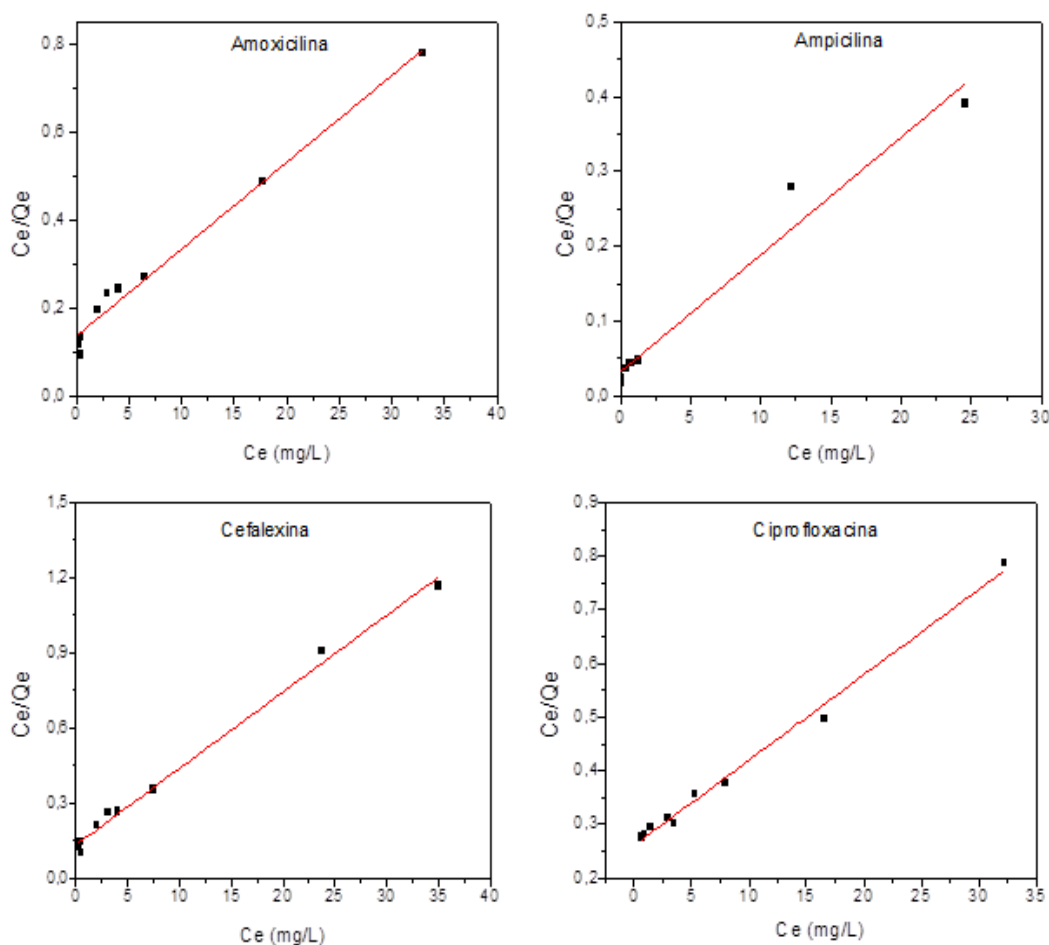 Amoxicilina
0,8
0,6
0,4
0,2
0,0
Ce/Qe
0 5 10 15 20 25 30 35 40
Ce (mg/L)
Ampicilina
0,5
0,4
0,3
0,2
0,1
0,0
Ce/Qe
0 5 10 15 20 25 30
Ce (mg/L)
Cefalexina
1,5
1,2
0,9
0,6
0,3
0,0
Ce/Qe
0 5 10 15 20 25 30 35 40
Ce (mg/L)
Ciprofloxacina
0,9
0,8
0,7
0,6
0,5
0,4
0,3
0,2
Ce/Qe
0 5 10 15 20 25 30 35
Ce (mg/L)